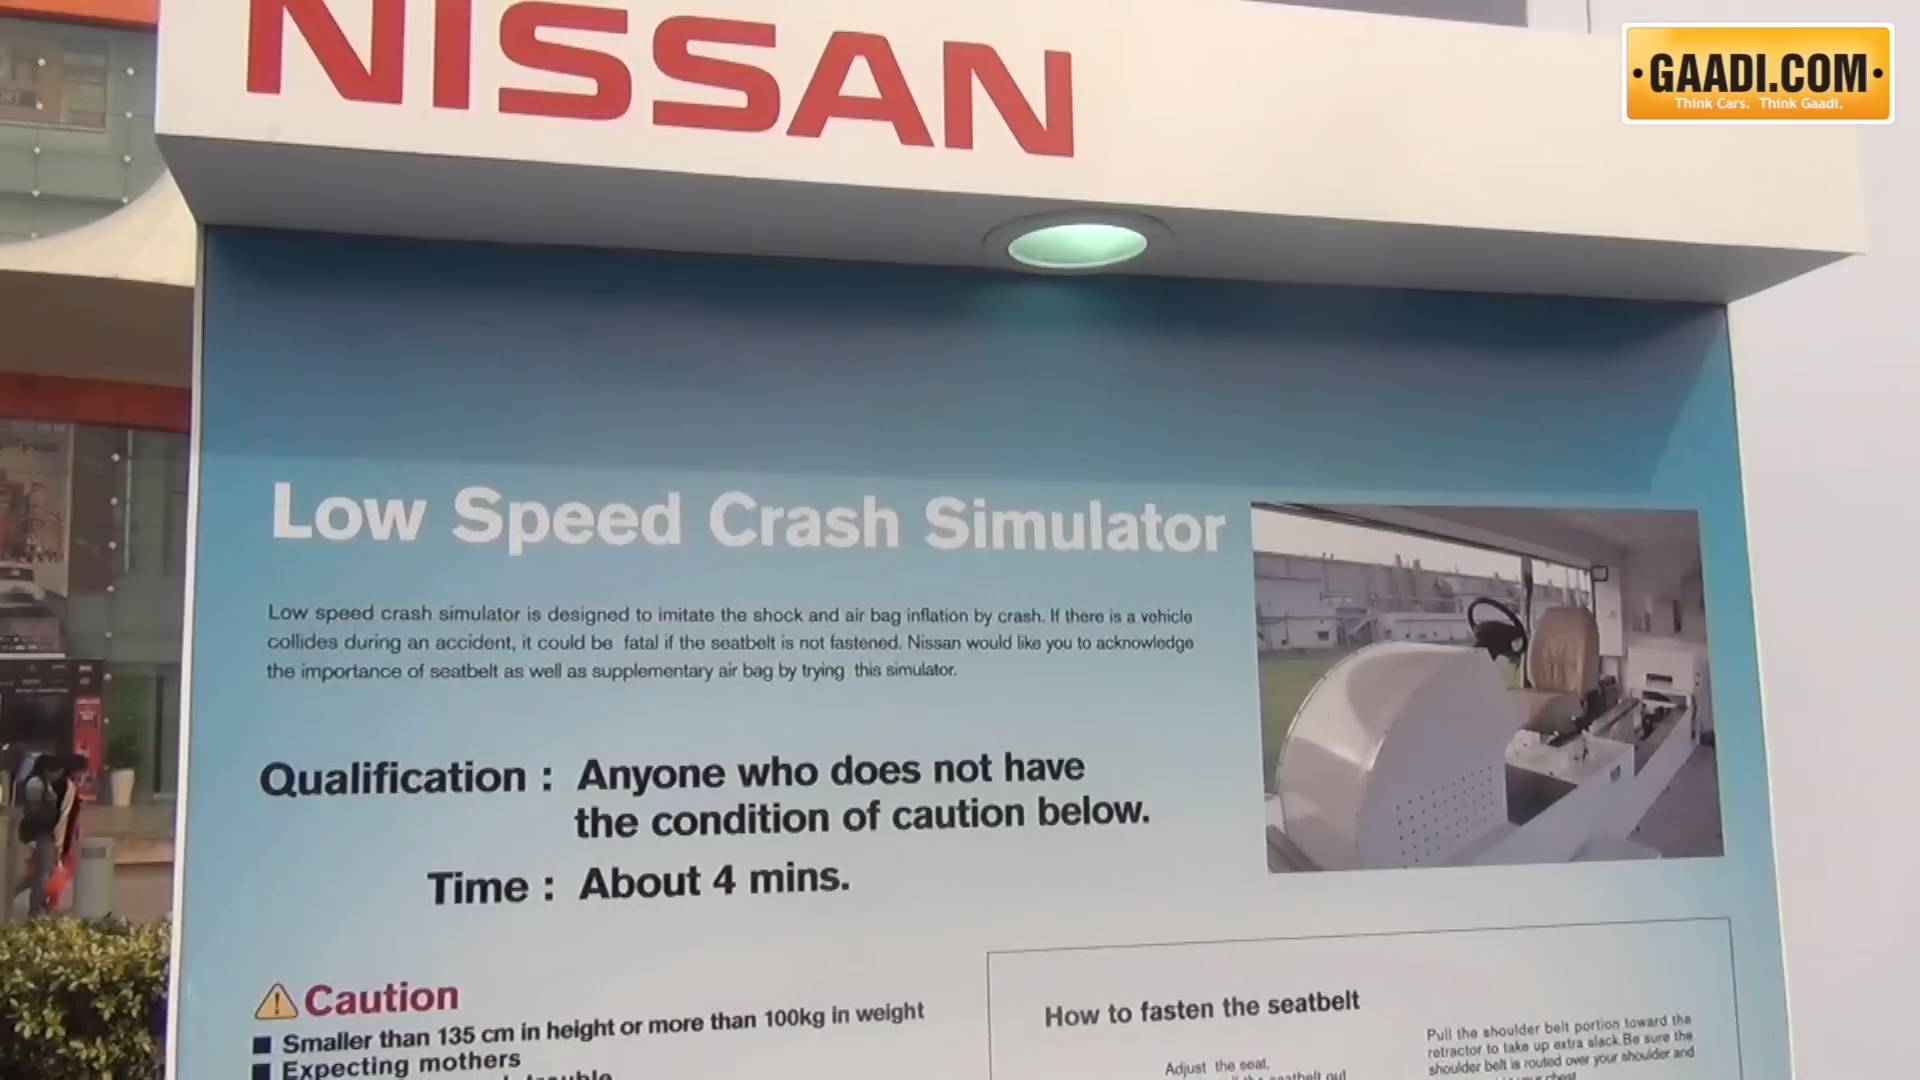 NISSAN
GAADI.COM
Think Cars. Think Gaadi.
Low Speed Crash Simulator
Low speed crash simulator is designed to imitate the shock and air bag inflation by crash. If there is a vehicle
collides during an accident, it could be fatal if the seatbelt is not fastened. Nissan would like you to acknowledge
the importance of seatbelt as well as supplementary air bag by trying this simulator.
Qualification : Anyone who does not have
the condition of caution below.
Time : About 4 mins.
Caution
Smaller than 135 cm in height or more than 100kg in weight
Expecting mothers
trouble
How to fasten the seatbelt
Adjust the seat.
seatbelt out
Pull the shoulder belt portion toward the
retractor to take up extra slack.Be sure the
shoulder belt is routed over your shoulder and
chest